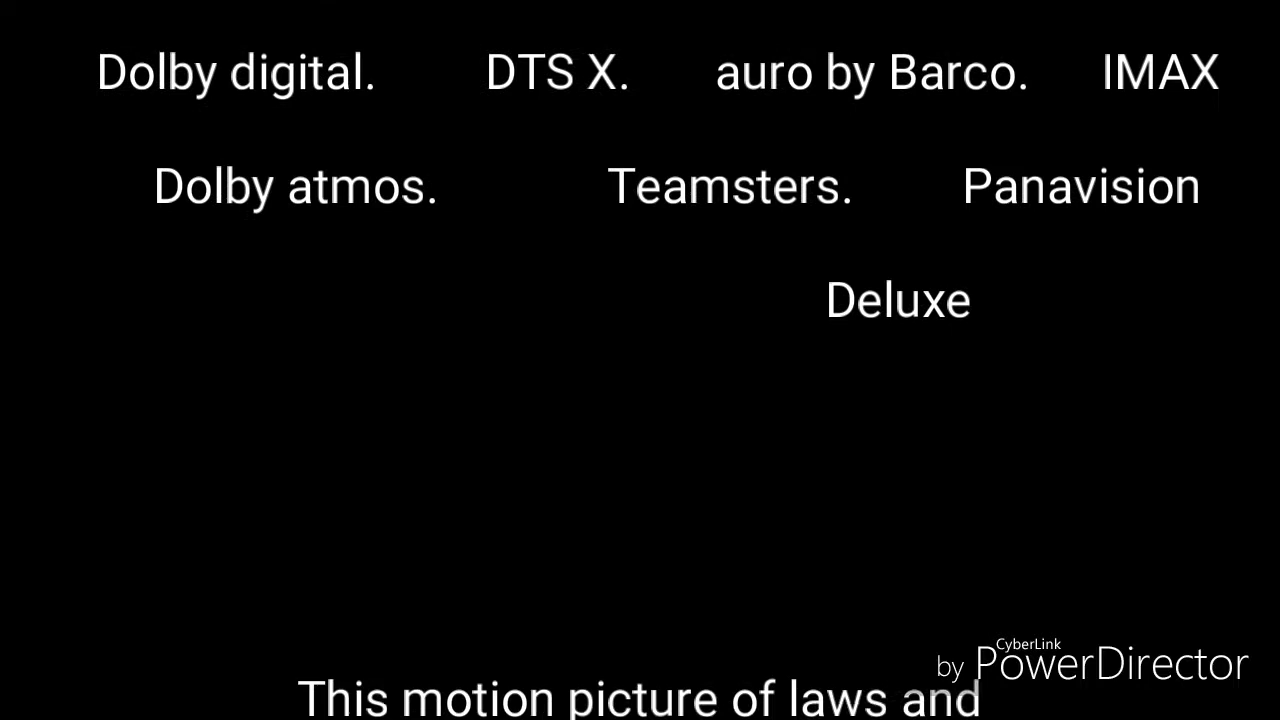 Dolby digital. DTS X. auro by Barco. IMAX
Dolby atmos. Teamsters. Panavision
Deluxe
CyberLink
by PowerDirector
This motion picture of laws and